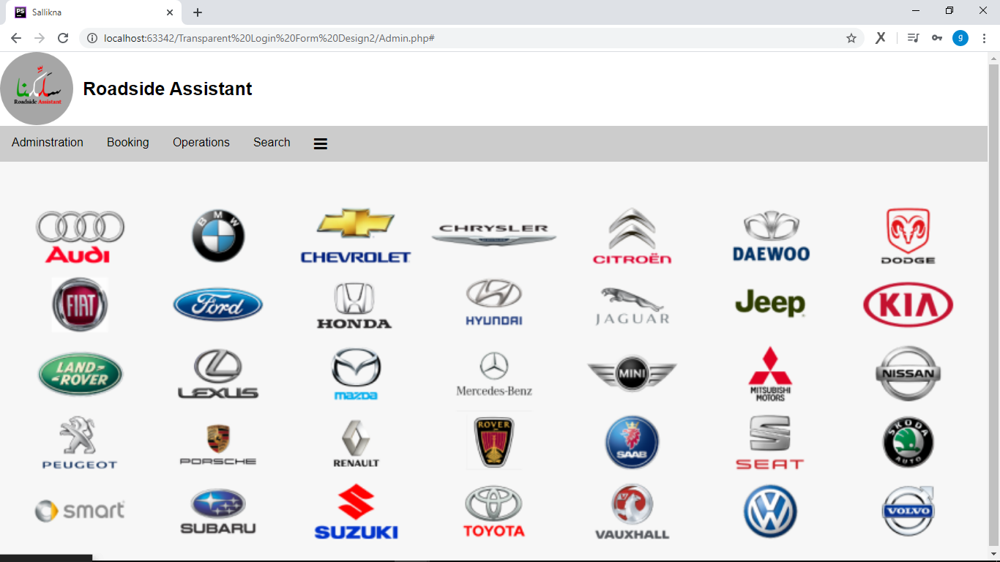 Sallikna
localhost:63342/Transparent%20Login%20Form%20Design2/Admin.php#
g
سلكنا
Roadside Assistant
Roadside Assistant
Adminstration Booking Operations Search
Audi BMW CHEVROLET CHRYSLER CITROËN DAEWOO DODGE
FIAT Ford HONDA HYUNDAI JAGUAR Jeep KIA
LAND-
-ROVER
LEXUS mazda Mercedes-Benz MINI MITSUBISHI
MOTORS
NISSAN
PEUGEOT PORSCHE RENAULT ROVER SAAB SEAT SKODA
AUTO
smart SUBARU SUZUKI TOYOTA VAUXHALL VW VOLVO